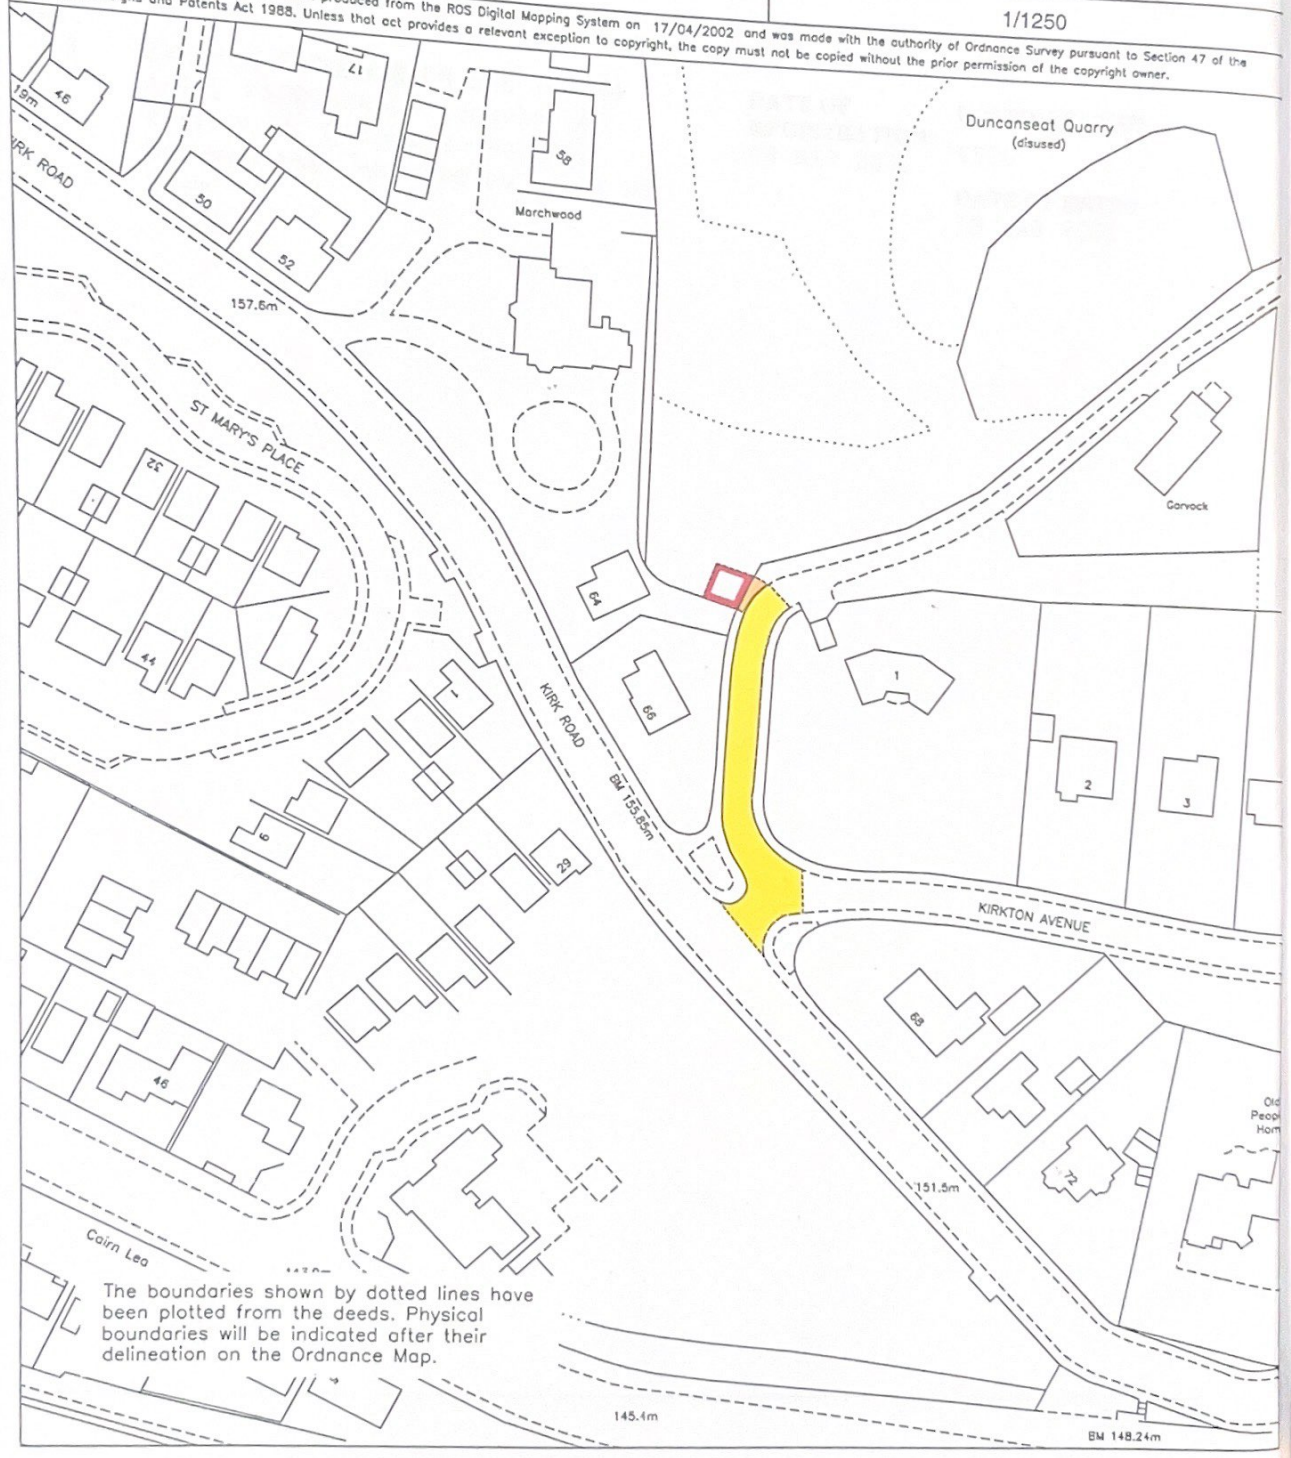 and Patents Act 1988. Unless that act provides a relevant exception to copyright, the copy must not be copied without the prior permission of the copyright owner.
from the ROS Digital Mapping System on 17/04/2002 and was made with the authority of Ordnance Survey pursuant to Section 47 of the
1/1250
Duncanseat Quarry
(disused)
46
19m
17
KIRK ROAD
50
52
58
Marchwood
157.6m
ST MARY'S PLACE
32
Garvock
64
44
66
1
1
KIRK ROAD
BM 155.85m
2
3
6
29
KIRKTON AVENUE
68
46
72
Old
Peop
Hom
151.5m
Cairn Lea
The boundaries shown by dotted lines have
been plotted from the deeds. Physical
boundaries will be indicated after their
delineation on the Ordnance Map.
145.4m
BM 148.24m